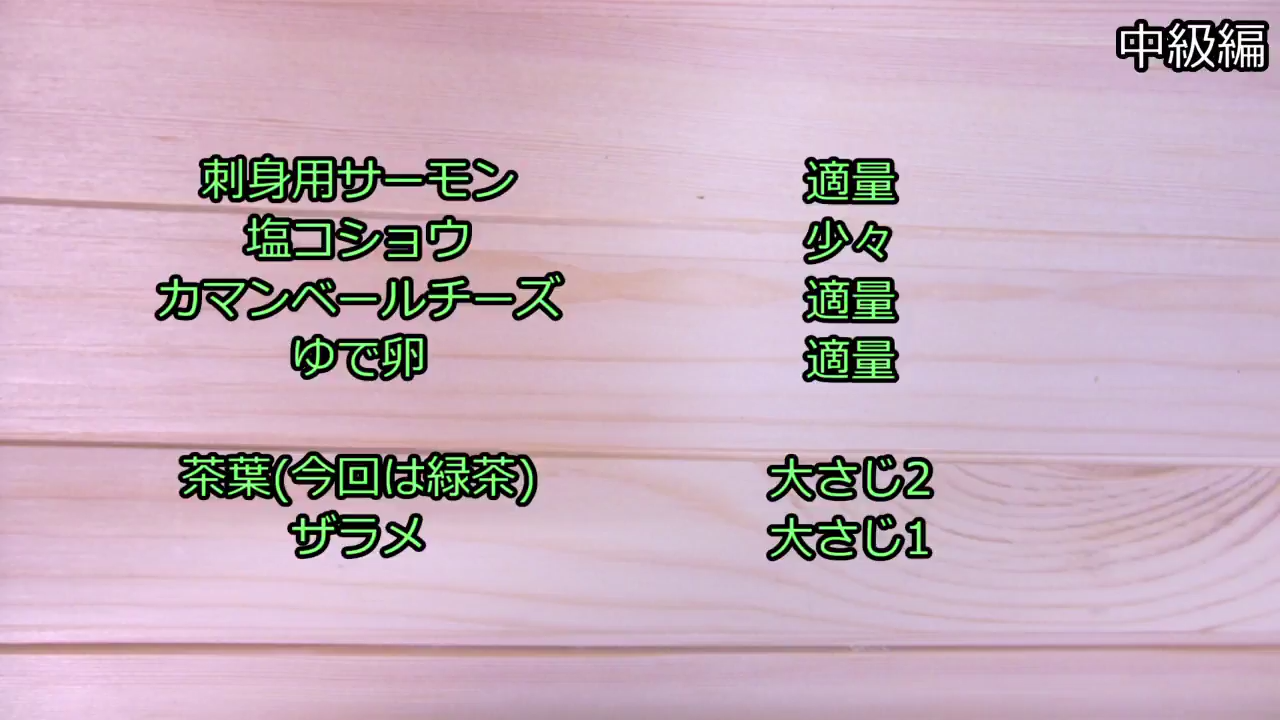 中級編
刺身用サーモン 適量
塩コショウ 少々
カマンベールチーズ 適量
ゆで卵 適量
茶葉(今回は緑茶) 大さじ2
ザラメ 大さじ1